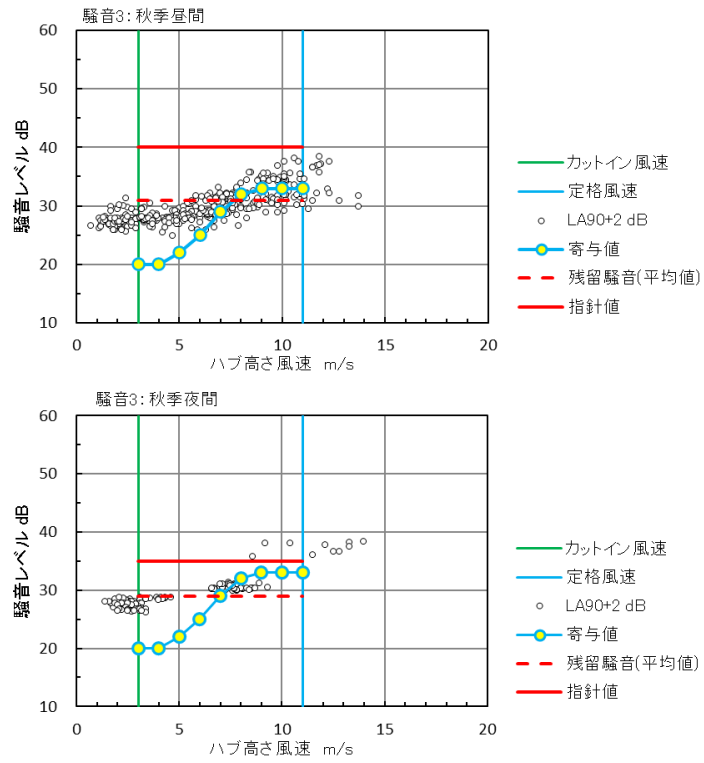 騒音3：秋季昼間
60
50
40
30
20
10
騒音レベル dB
0 5 10 15 20
ハブ高さ風速 m/s
カットイン風速
定格風速
LA90+2 dB
寄与値
残留騒音(平均値)
指針値
騒音3：秋季夜間
60
50
40
30
20
10
騒音レベル dB
0 5 10 15 20
ハブ高さ風速 m/s
カットイン風速
定格風速
LA90+2 dB
寄与値
残留騒音(平均値)
指針値